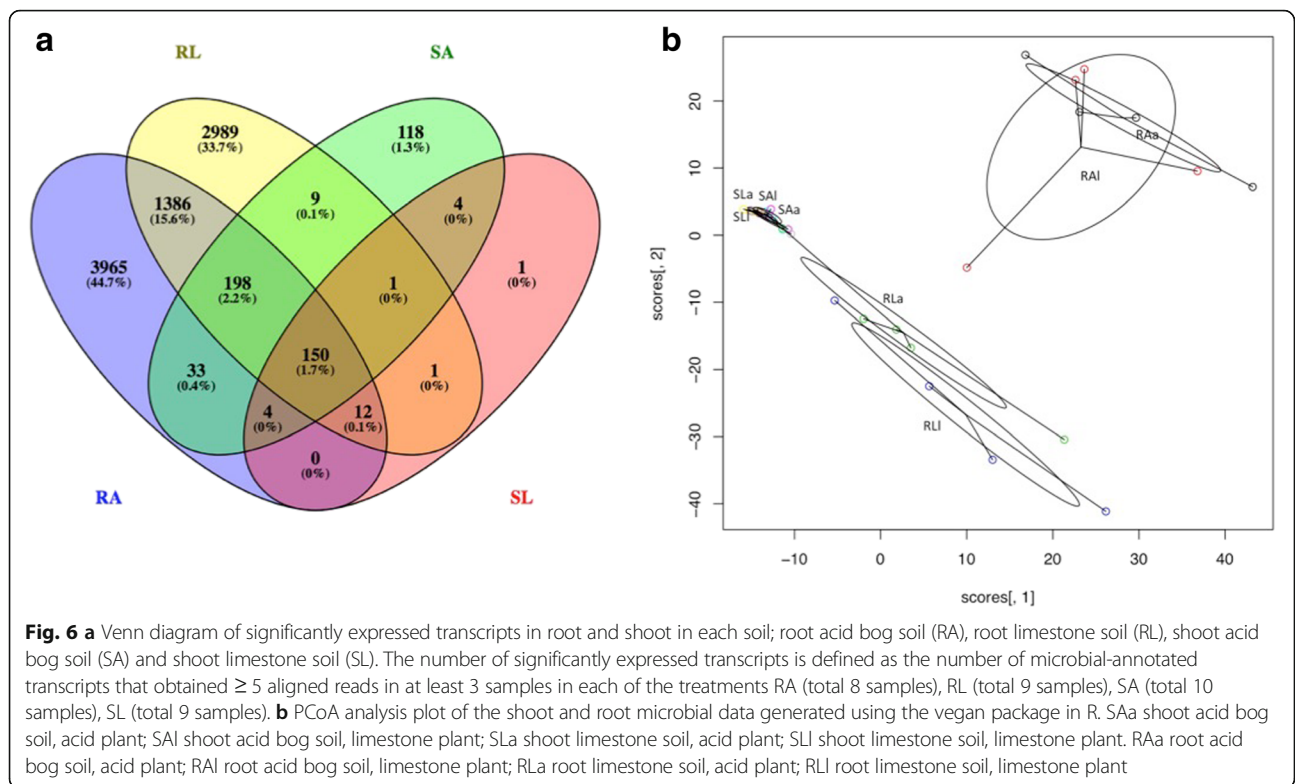 a
RL
SA
2989
(33.7%)
118
(1.3%)
1386
(15.6%)
9
(0.1%)
4
(0%)
3965
(44.7%)
198
(2.2%)
1
(0%)
1
(0%)
150
(1.7%)
33
(0.4%)
1
(0%)
4
(0%)
12
(0.1%)
0
(0%)
RA
SL
b
scores[, 2]
20
10
0
−10
−20
−30
−40
RAa
RAl
SLa SAl
SLl SAa
RLa
RLl
−10 0 10 20 30 40
scores[, 1]
Fig. 6 a Venn diagram of significantly expressed transcripts in root and shoot in each soil; root acid bog soil (RA), root limestone soil (RL), shoot acid
bog soil (SA) and shoot limestone soil (SL). The number of significantly expressed transcripts is defined as the number of microbial-annotated
transcripts that obtained ≥ 5 aligned reads in at least 3 samples in each of the treatments RA (total 8 samples), RL (total 9 samples), SA (total 10
samples), SL (total 9 samples). b PCoA analysis plot of the shoot and root microbial data generated using the vegan package in R. SAa shoot acid bog
soil, acid plant; SAl shoot acid bog soil, limestone plant; SLa shoot limestone soil, acid plant; SLl shoot limestone soil, limestone plant. RAa root acid
bog soil, acid plant; RAl root acid bog soil, limestone plant; RLa root limestone soil, acid plant; RLl root limestone soil, limestone plant